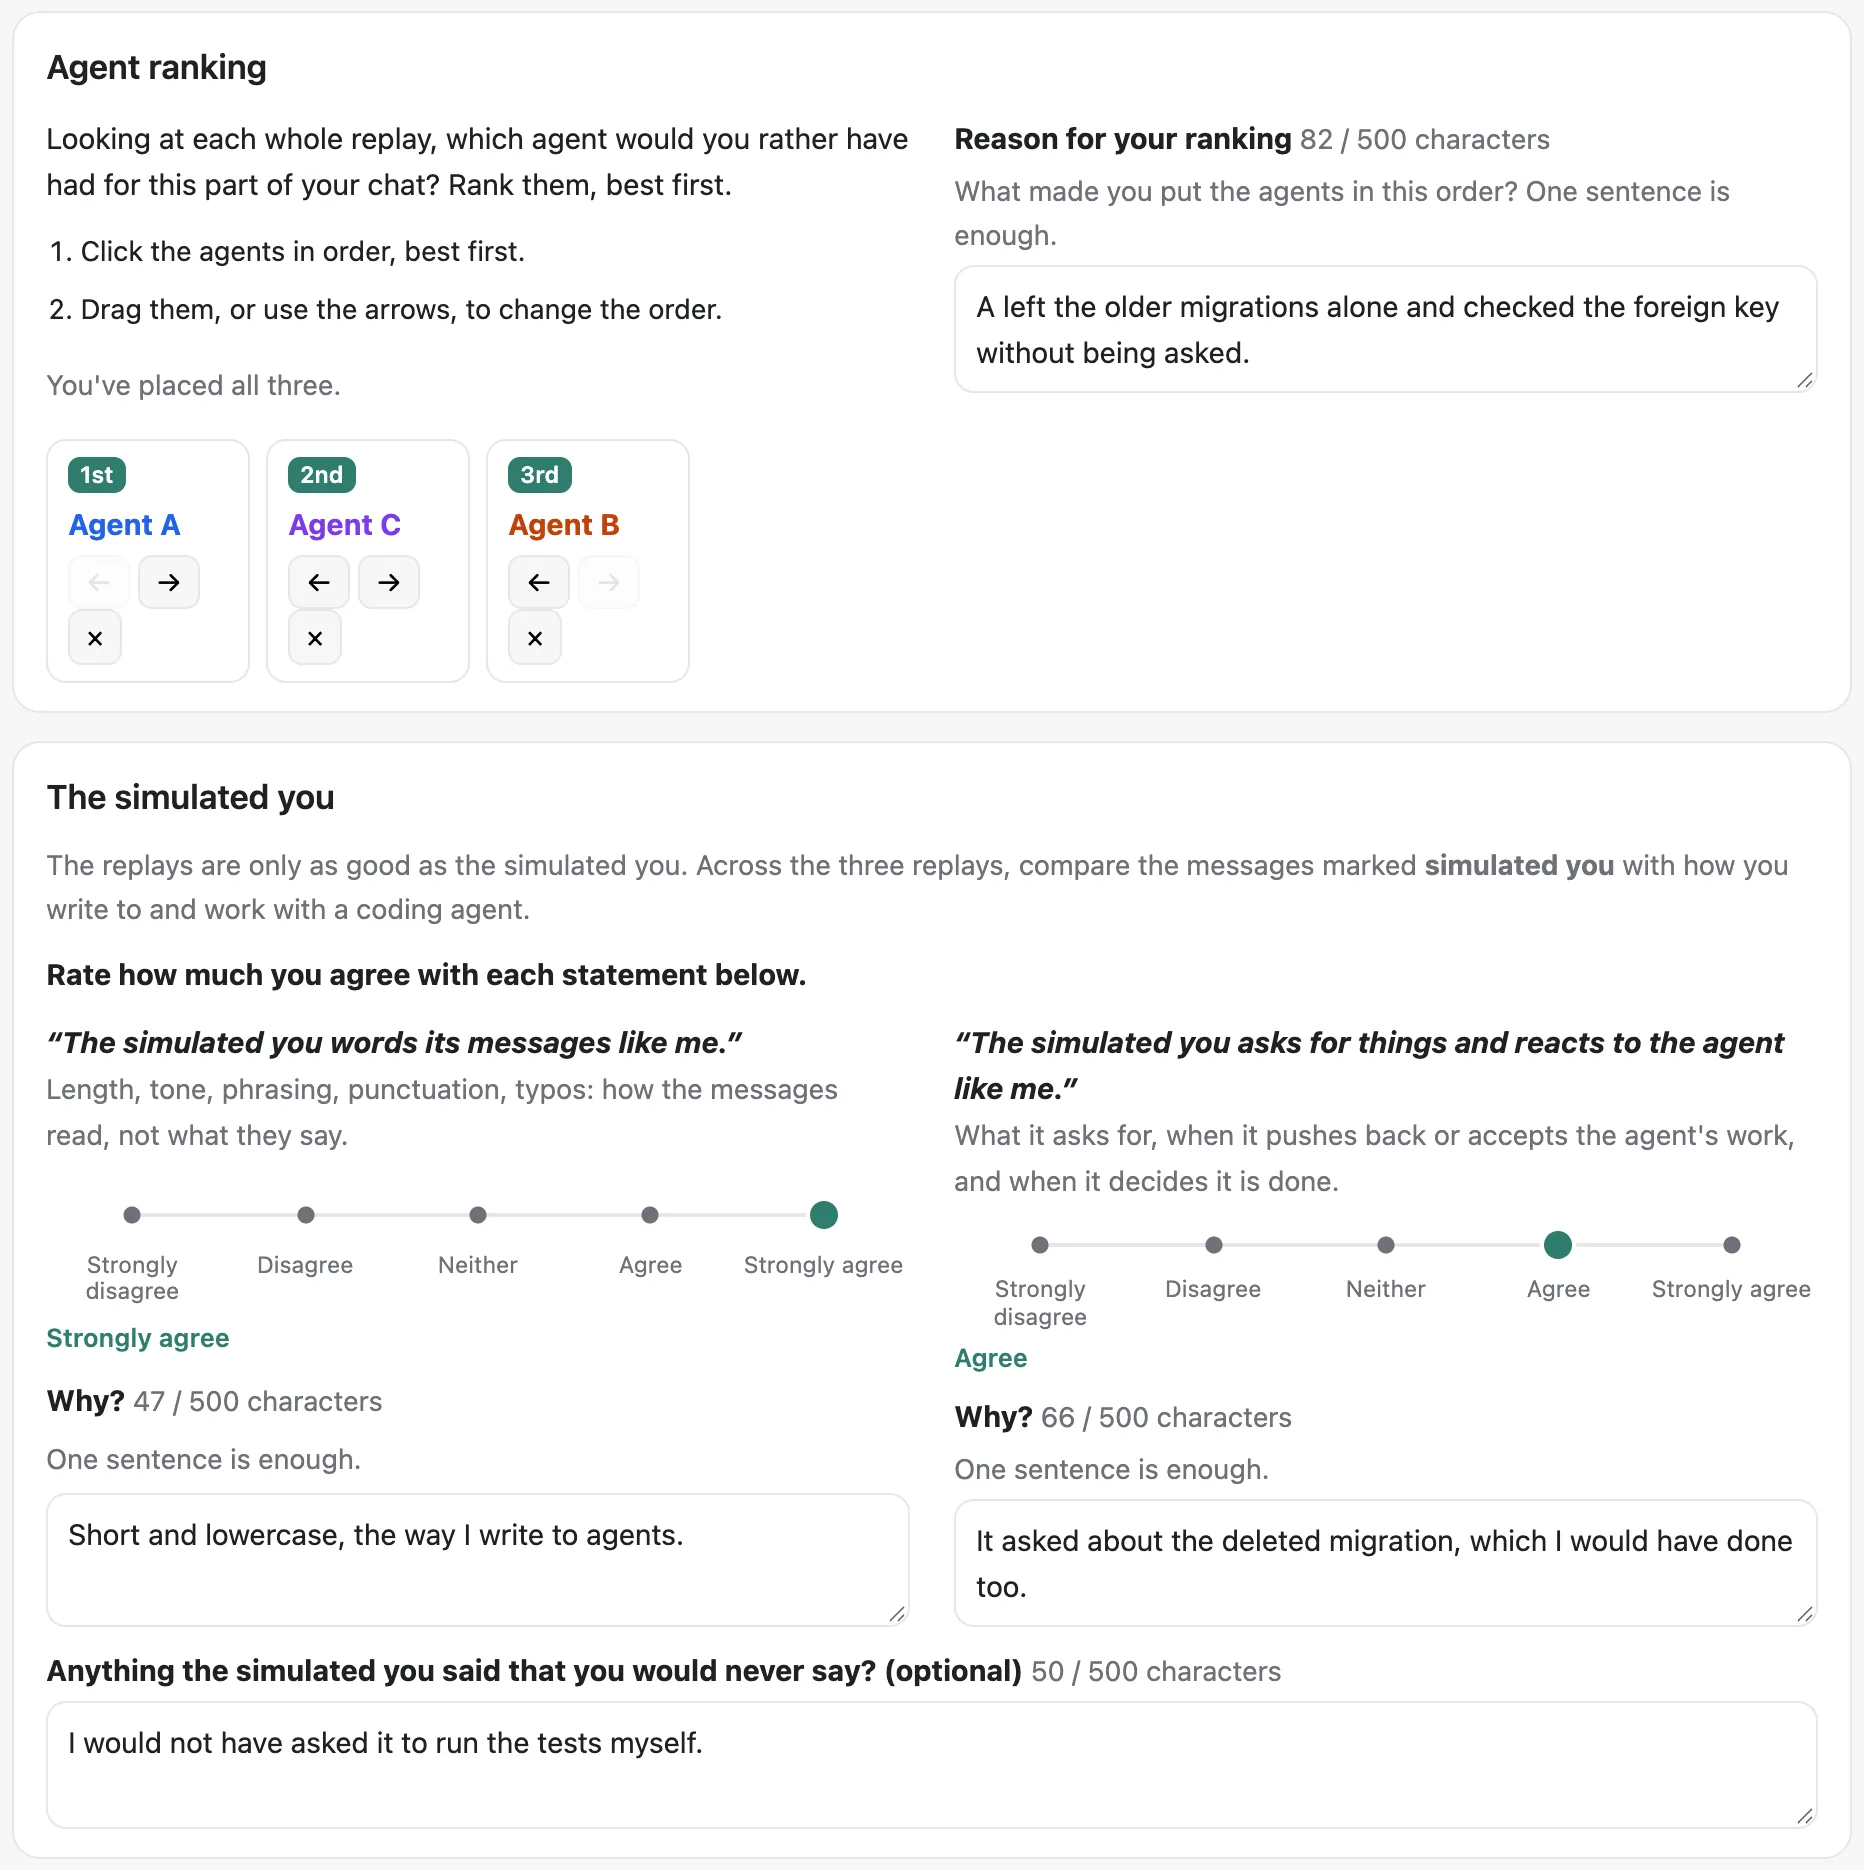 Agent ranking
Looking at each whole replay, which agent would you rather have
had for this part of your chat? Rank them, best first.
1. Click the agents in order, best first.
2. Drag them, or use the arrows, to change the order.
You've placed all three.
1st
Agent A
←
→
×
2nd
Agent C
←
→
×
3rd
Agent B
←
→
×
Reason for your ranking 82 / 500 characters
What made you put the agents in this order? One sentence is
enough.
A left the older migrations alone and checked the foreign key
without being asked.
The simulated you
The replays are only as good as the simulated you. Across the three replays, compare the messages marked simulated you with how you
write to and work with a coding agent.
Rate how much you agree with each statement below.
“The simulated you words its messages like me.”
Length, tone, phrasing, punctuation, typos: how the messages
read, not what they say.
Strongly
disagree
Disagree
Neither
Agree
Strongly agree
Strongly agree
Why? 47 / 500 characters
One sentence is enough.
Short and lowercase, the way I write to agents.
“The simulated you asks for things and reacts to the agent
like me.”
What it asks for, when it pushes back or accepts the agent's work,
and when it decides it is done.
Strongly
disagree
Disagree
Neither
Agree
Strongly agree
Agree
Why? 66 / 500 characters
One sentence is enough.
It asked about the deleted migration, which I would have done
too.
Anything the simulated you said that you would never say? (optional) 50 / 500 characters
I would not have asked it to run the tests myself.